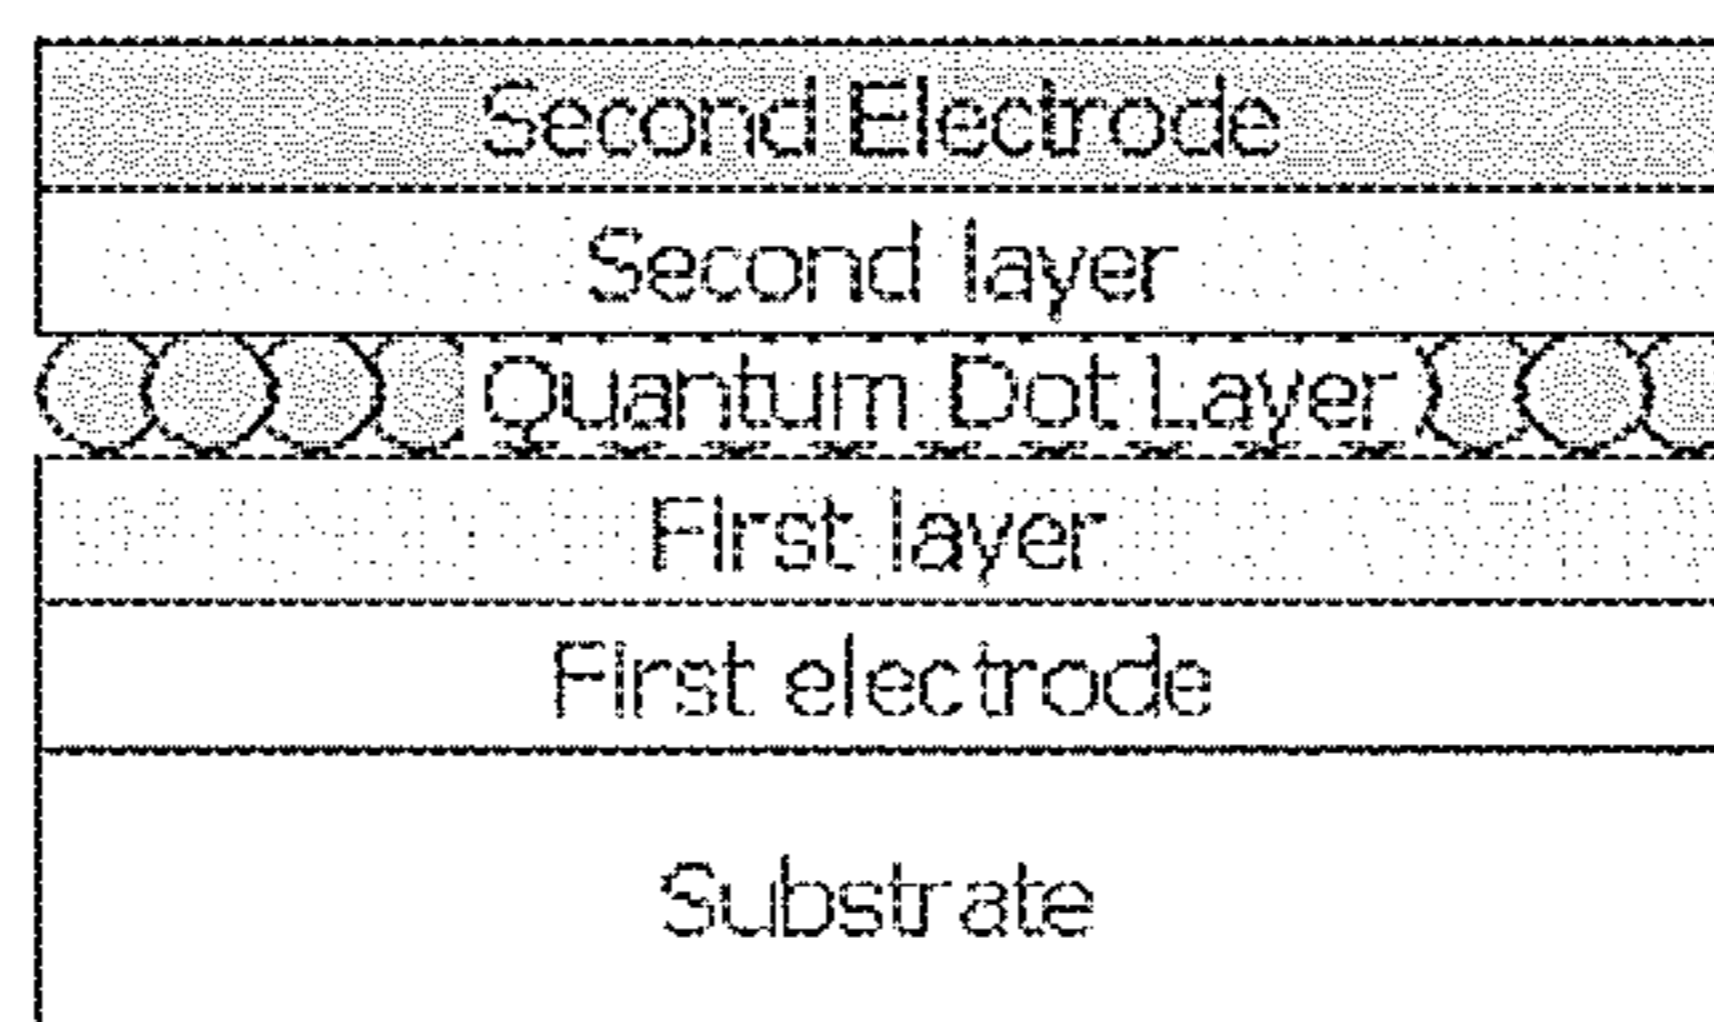 Second Electrode
Second layer
Quantum Dot Layer
First layer
First electrode
Substrate